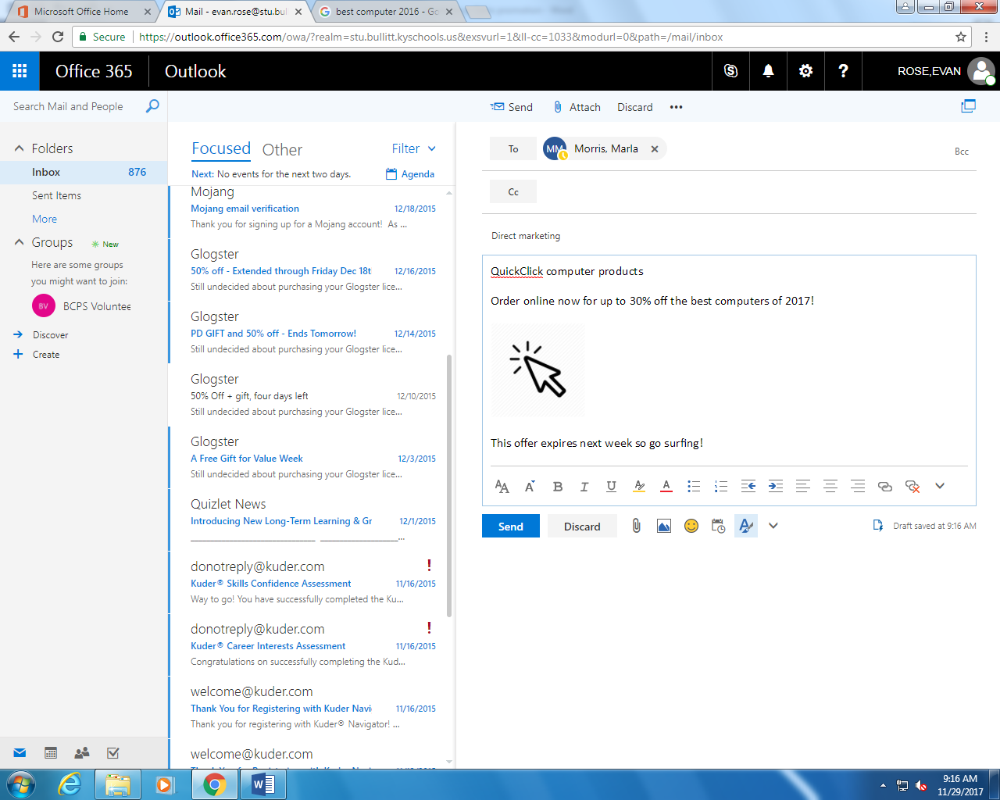 Microsoft Office Home
Mail - evan.rose@stu.bul
best computer 2016 - Go
Secure
https://outlook.office365.com/owa/?realm=stu.bullitt.kyschools.us&exsvurl=1&ll-cc=1033&modurl=0&path=/mail/inbox
Office 365
Outlook
ROSE,EVAN
Search Mail and People
Send
Attach
Discard
Folders
Inbox 876
Sent Items
More
Groups
New
Here are some groups
you might want to join:
BV
BCPS Voluntee
Discover
Create
Focused
Other
Filter
Next: No events for the next two days.
Agenda
Mojang
Mojang email verification 12/18/2015
Thank you for signing up for a Mojang account! As ...
Glogster
50% off - Extended through Friday Dec 18t 12/16/2015
Still undecided about purchasing your Glogster lice...
Glogster
PD GIFT and 50% off - Ends Tomorrow! 12/14/2015
Still undecided about purchasing your Glogster lice...
Glogster
50% Off + gift, four days left 12/10/2015
Still undecided about purchasing your Glogster lice...
Glogster
A Free Gift for Value Week 12/3/2015
Still undecided about purchasing your Glogster lice...
Quizlet News
Introducing New Long-Term Learning & Gr 12/1/2015
donotreply@kuder.com
Kuder® Skills Confidence Assessment 11/16/2015
Way to go! You have successfully completed the Ku...
donotreply@kuder.com
Kuder® Career Interests Assessment 11/16/2015
Congratulations on successfully completing the Kud...
welcome@kuder.com
Thank You for Registering with Kuder Navi 11/16/2015
Thank you for registering with Kuder® Navigator! ...
welcome@kuder.com
To
MM
Morris, Marla
Bcc
Cc
Direct marketing
QuickClick computer products
Order online now for up to 30% off the best computers of 2017!
This offer expires next week so go surfing!
Send
Discard
Draft saved at 9:16 AM
9:16 AM
11/29/2017